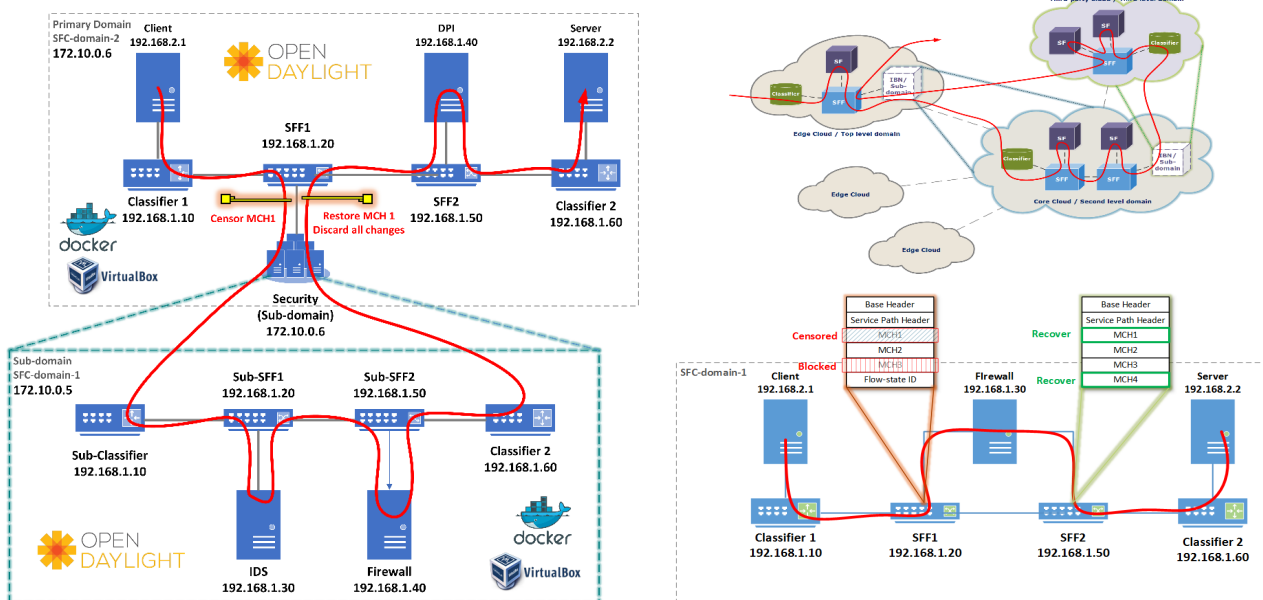 Primary Domain
SFC-domain-2
172.10.0.6
Client
192.168.2.1
OPEN
DAYLIGHT
DPI
192.168.1.40
Server
192.168.2.2
SFF1
192.168.1.20
Classifier 1
192.168.1.10
SFF2
192.168.1.50
Classifier 2
192.168.1.60
Censor MCH1
Restore MCH 1
Discard all changes
docker
VirtualBox
Security
(Sub-domain)
172.10.0.6
Sub-domain
SFC-domain-1
172.10.0.5
Sub-SFF1
192.168.1.20
Sub-SFF2
192.168.1.50
Sub-Classifier
192.168.1.10
Classifier 2
192.168.1.60
OPEN
DAYLIGHT
IDS
192.168.1.30
Firewall
192.168.1.40
docker
VirtualBox
SF
SF
Classifier
SFF
SF
IBN/
Sub-
domain
Classifier
SFF
Edge Cloud / Top level domain
SF
SF
Classifier
IBN/
Sub-
domain
SFF
SFF
Core Cloud / Second level domain
Edge Cloud
Edge Cloud
Base Header
Service Path Header
Censored
MCH1
MCH2
Blocked
MCH3
Flow-state ID
Base Header
Service Path Header
Recover
MCH1
MCH2
MCH3
Recover
MCH4
SFC-domain-1
Client
192.168.2.1
FIrewall
192.168.1.30
Server
192.168.2.2
Classifier 1
192.168.1.10
SFF1
192.168.1.20
SFF2
192.168.1.50
Classifier 2
192.168.1.60